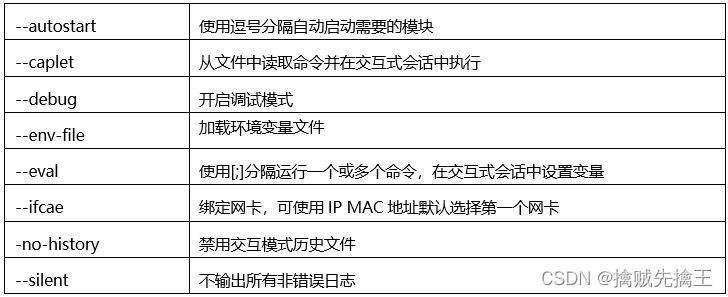 --autostart 使用逗号分隔自动启动需要的模块
--caplet 从文件中读取命令并在交互式会话中执行
--debug 开启调试模式
--env-file 加载环境变量文件
--eval 使用[;]分隔运行一个或多个命令，在交互式会话中设置变量
--ifcae 绑定网卡，可使用 IP MAC 地址默认选择第一个网卡
-no-history 禁用交互模式历史文件
--silent 不输出所有非错误日志
CSDN @擒贼先擒王